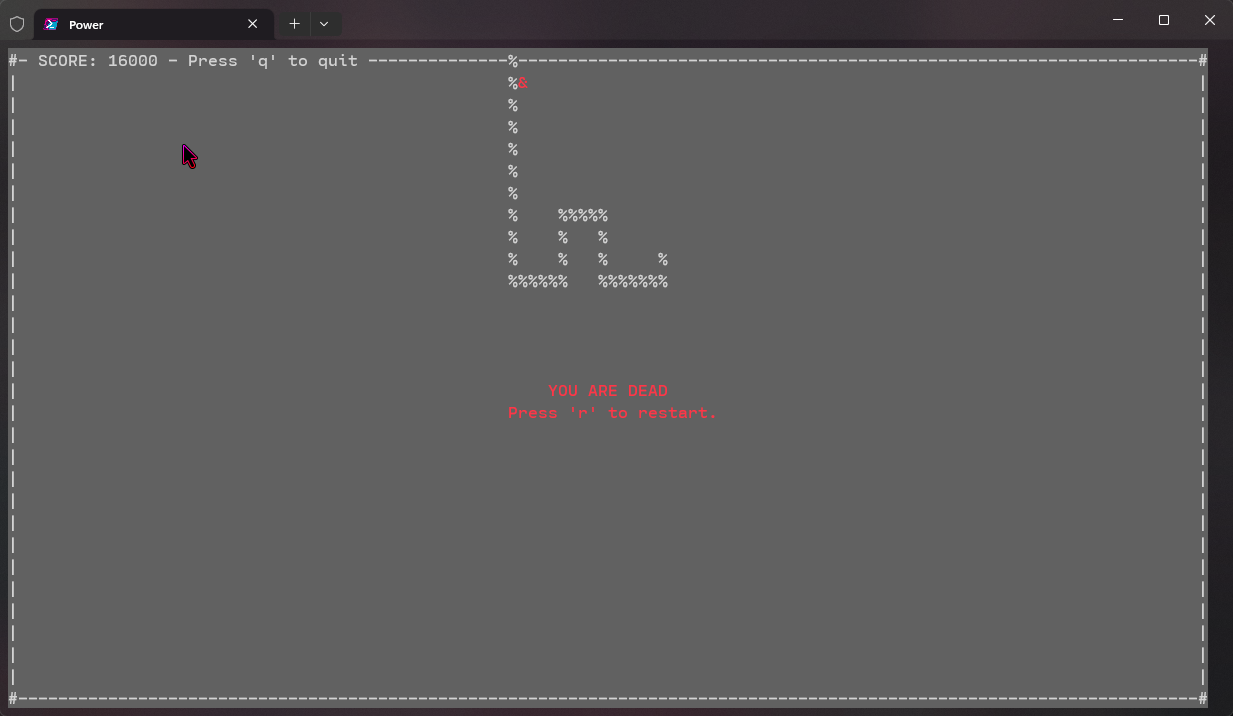 Power
#- SCORE: 16000 - Press 'q' to quit --------------%--------------------------------------------------------------------#
%&
%
%
%
%
%
% %%%%%
% % %
% % % %
%%%%%% %%%%%%%
YOU ARE DEAD
Press 'r' to restart.
#----------------------------------------------------------------------------------------------------------------------#